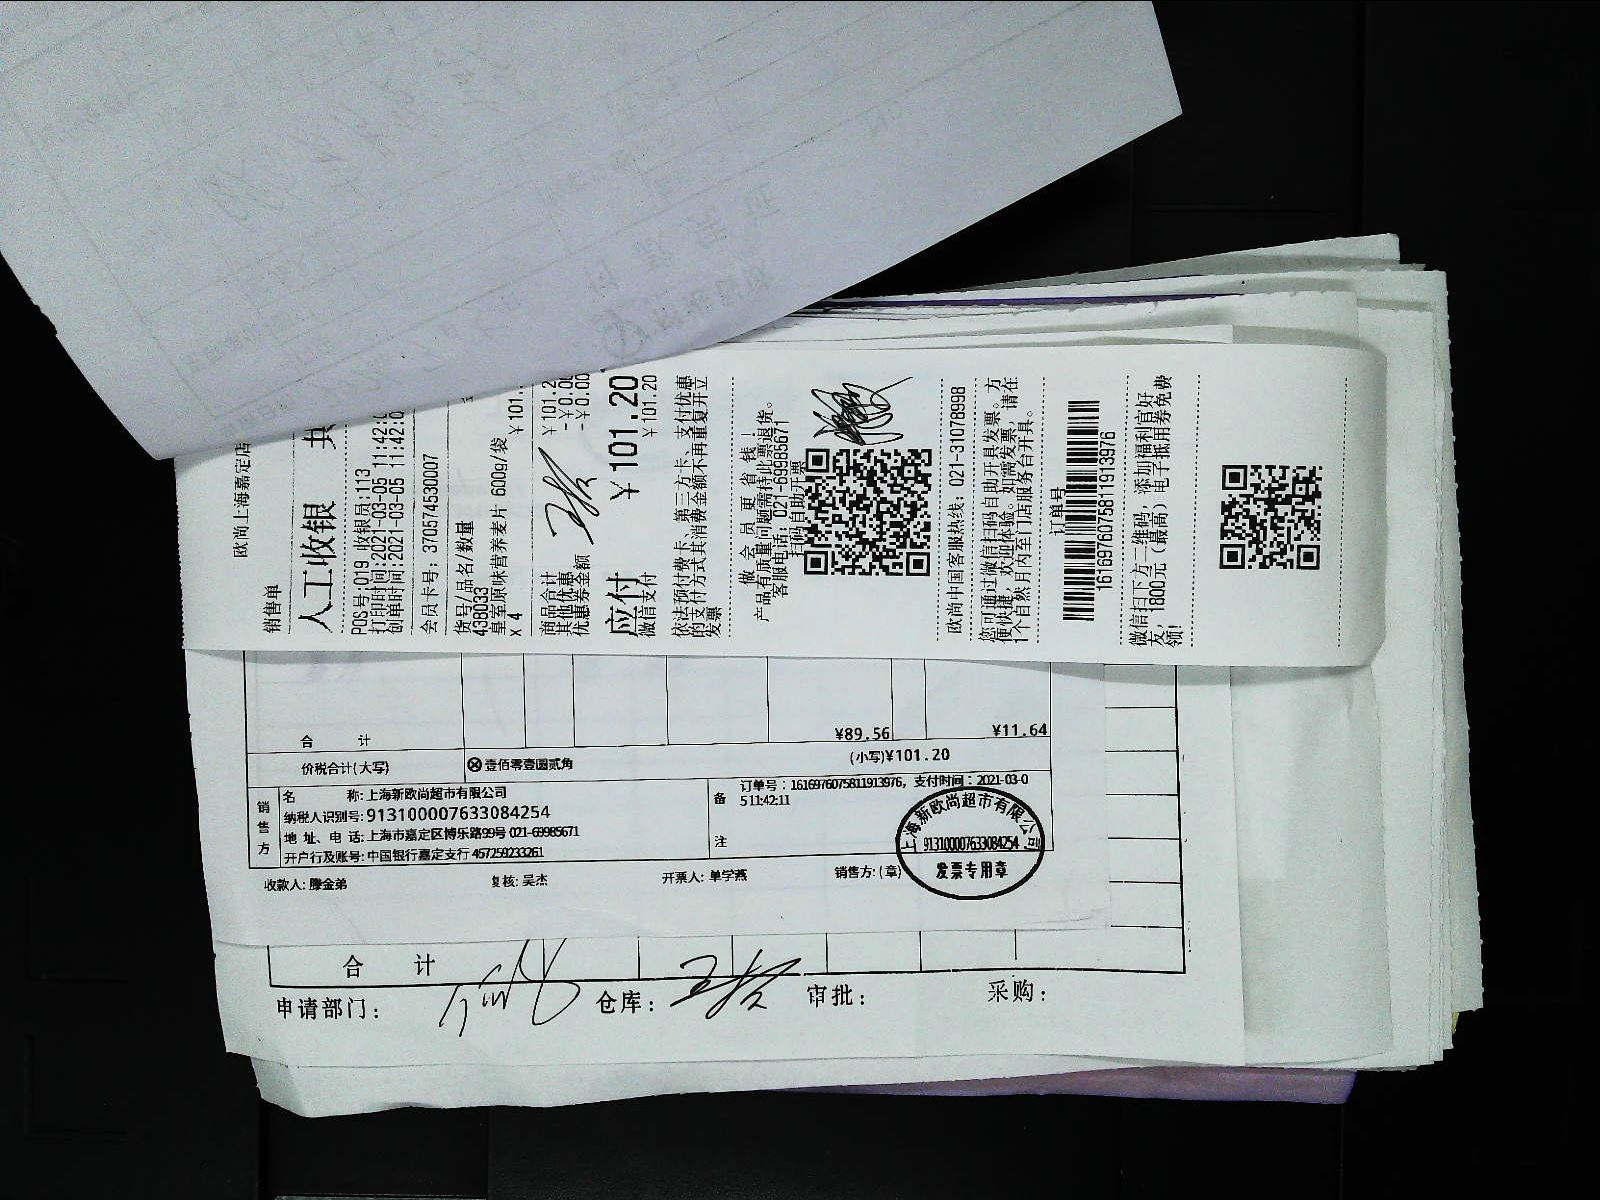 欧尚上海嘉定店
销售单
人工收银 共
POS号:019 收银员:113
打印时间:2021-03-05 11:42:
创单时间:2021-03-05 11:42:
会员卡号: 370574530007
货号/品名/数量
438033
皇室原味营养麦片 600g/袋 ￥101.
x 4
商品合计 ￥101.2
其他优惠 -￥0.00
优惠券金额 -￥0.00
应付 ￥101.20
微信支付 ￥101.20
依法预付费卡、第三方卡、支付优惠
的支付方式其消费金额不再重复开立
发票
做会员更省钱!
产品有质量问题需持此票退货。
客服电话: 021-69985671
扫码自助开票
欧尚中国客服热线: 021-31078998
您可通过微信扫码自助开具发票。方
便快捷,欢迎体验。如需发票,请在
1个自然月内至门店服务台开具。
订单号
1616976075811913976
微信扫下方二维码,添加福利官好
友,1800元(最高)电子抵用券免费
领!
合 计 ¥89.56 ¥11.64
价税合计(大写) ⊗壹佰零壹圆贰角 (小写)¥101.20
销售方
名 称: 上海新欧尚超市有限公司
纳税人识别号: 913100007633084254
地 址、电 话: 上海市嘉定区博乐路99号 021-69985671
开户行及账号: 中国银行嘉定支行 457259233261
备注
订单号:1616976075811913976, 支付时间:2021-03-0
5 11:42:11
收款人: 滕金弟 复核: 吴杰 开票人: 单学燕 销售方:(章)
上海新欧尚超市有限公司
913100007633084254
发票专用章
合 计
申请部门: 仓库: 审批: 采购: